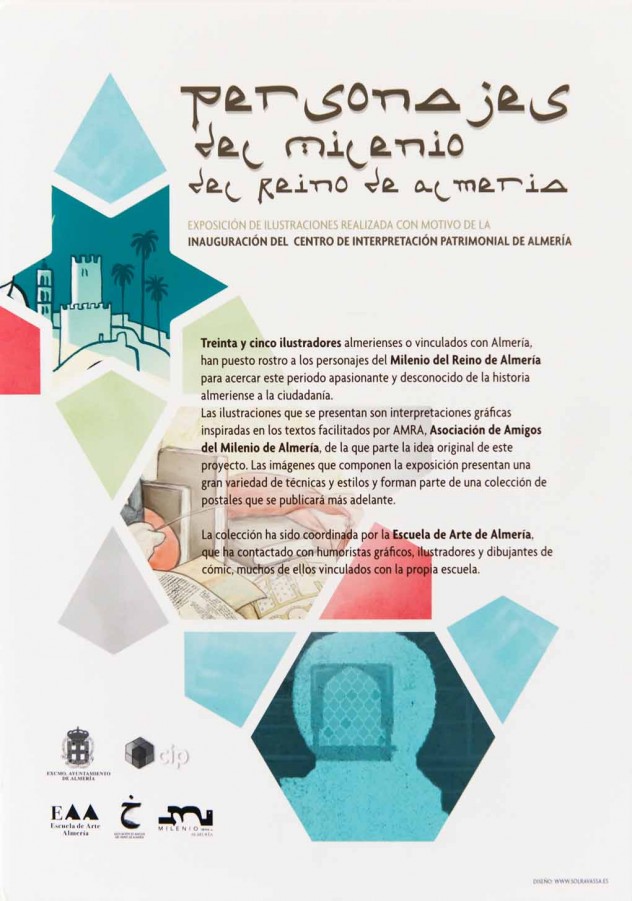 personajes
del milenio
del reino de almeria
EXPOSICIÓN DE ILUSTRACIONES REALIZADA CON MOTIVO DE LA
INAUGURACIÓN DEL CENTRO DE INTERPRETACIÓN PATRIMONIAL DE ALMERÍA
Treinta y cinco ilustradores almerienses o vinculados con Almería,
han puesto rostro a los personajes del Milenio del Reino de Almería
para acercar este periodo apasionante y desconocido de la historia
almeriense a la ciudadanía.
Las ilustraciones que se presentan son interpretaciones gráficas
inspiradas en los textos facilitados por AMRA, Asociación de Amigos
del Milenio de Almería, de la que parte la idea original de este
proyecto. Las imágenes que componen la exposición presentan una
gran variedad de técnicas y estilos y forman parte de una colección de
postales que se publicará más adelante.
La colección ha sido coordinada por la Escuela de Arte de Almería,
que ha contactado con humoristas gráficos, ilustradores y dibujantes de
cómic, muchos de ellos vinculados con la propia escuela.
EXCMO. AYUNTAMIENTO
DE ALMERÍA
cip
EAA
Escuela de Arte
Almería
MILENIO
DISEÑO: WWW.SOLRAVASSA.ES